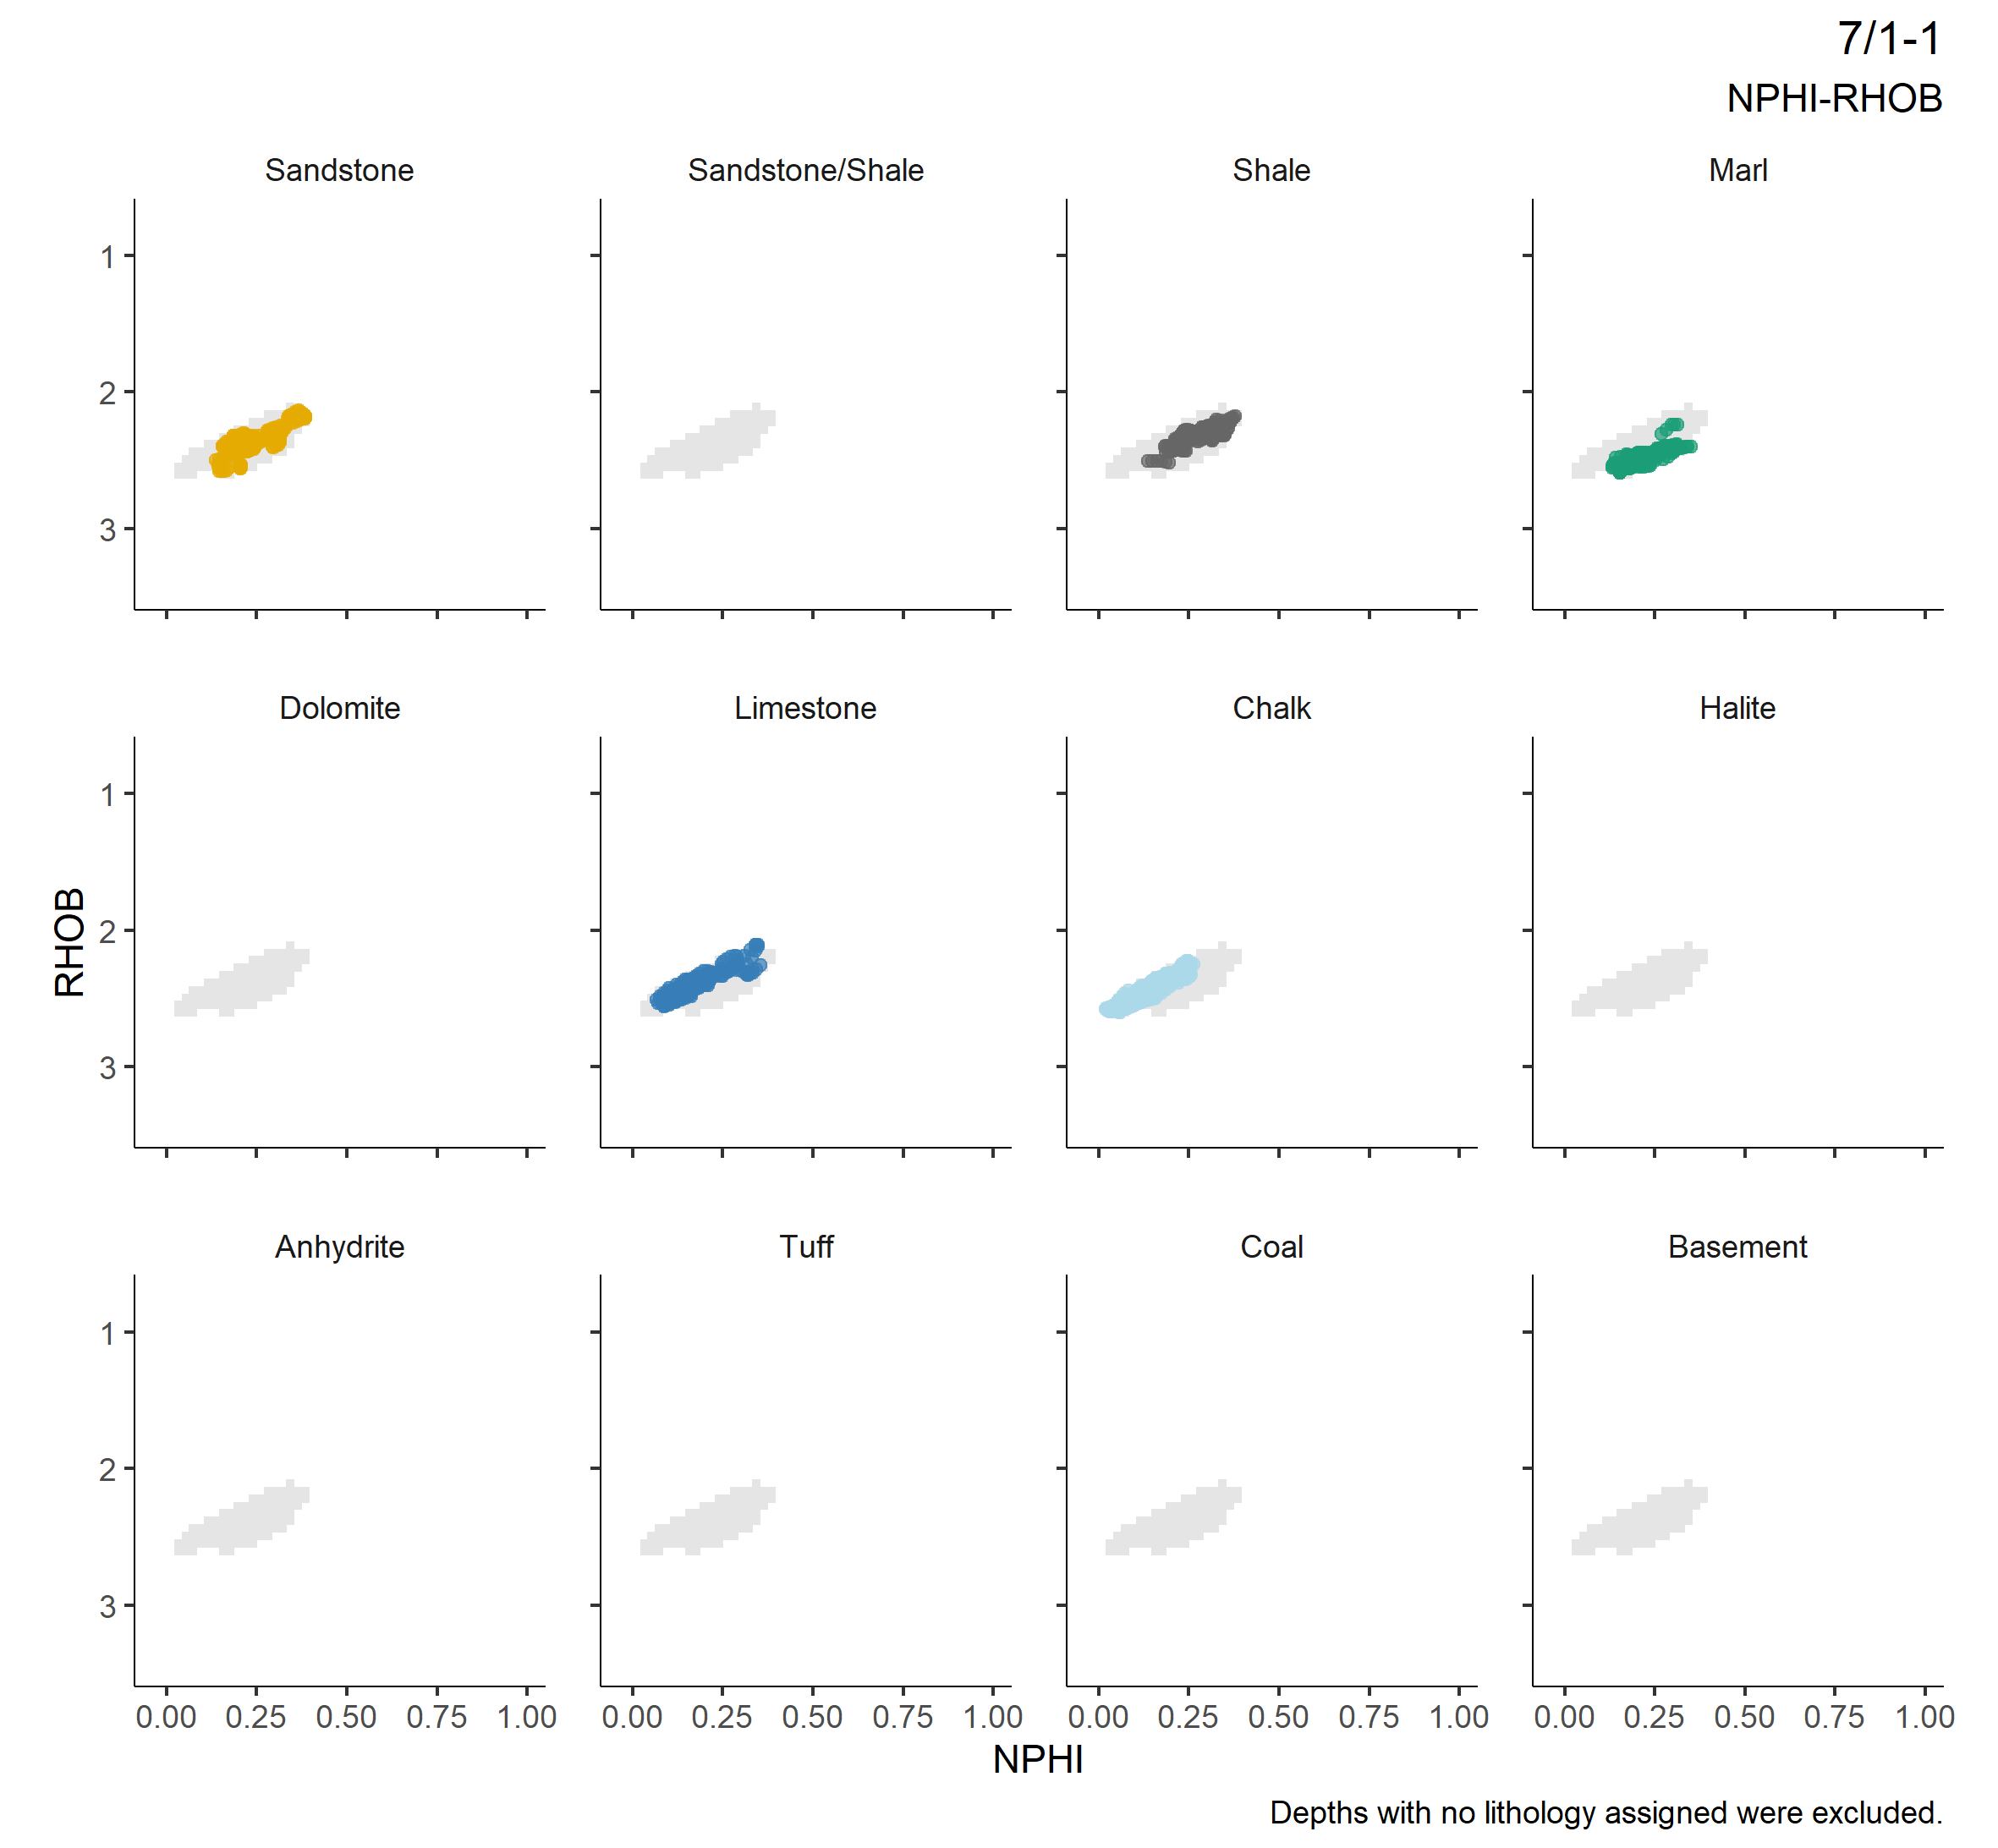 7/1-1
NPHI-RHOB
Sandstone
Sandstone/Shale
Shale
Marl
1
2
3
Dolomite
Limestone
Chalk
Halite
RHOB
1
2
3
Anhydrite
Tuff
Coal
Basement
1
2
3
0.00 0.25 0.50 0.75 1.00
0.00 0.25 0.50 0.75 1.00
0.00 0.25 0.50 0.75 1.00
0.00 0.25 0.50 0.75 1.00
NPHI
Depths with no lithology assigned were excluded.